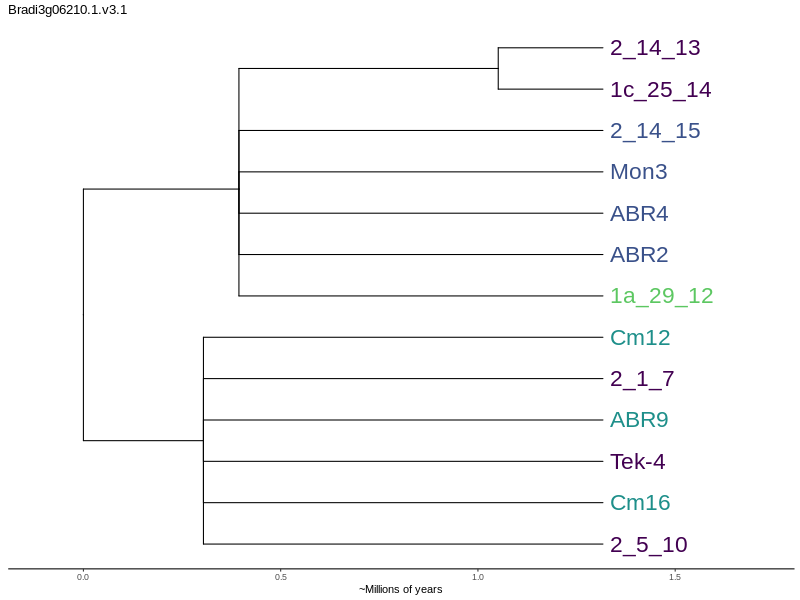 Bradi3g06210.1.v3.1
2_14_13
1c_25_14
2_14_15
Mon3
ABR4
ABR2
1a_29_12
Cm12
2_1_7
ABR9
Tek-4
Cm16
2_5_10
0.0 0.5 1.0 1.5
~Millions of years